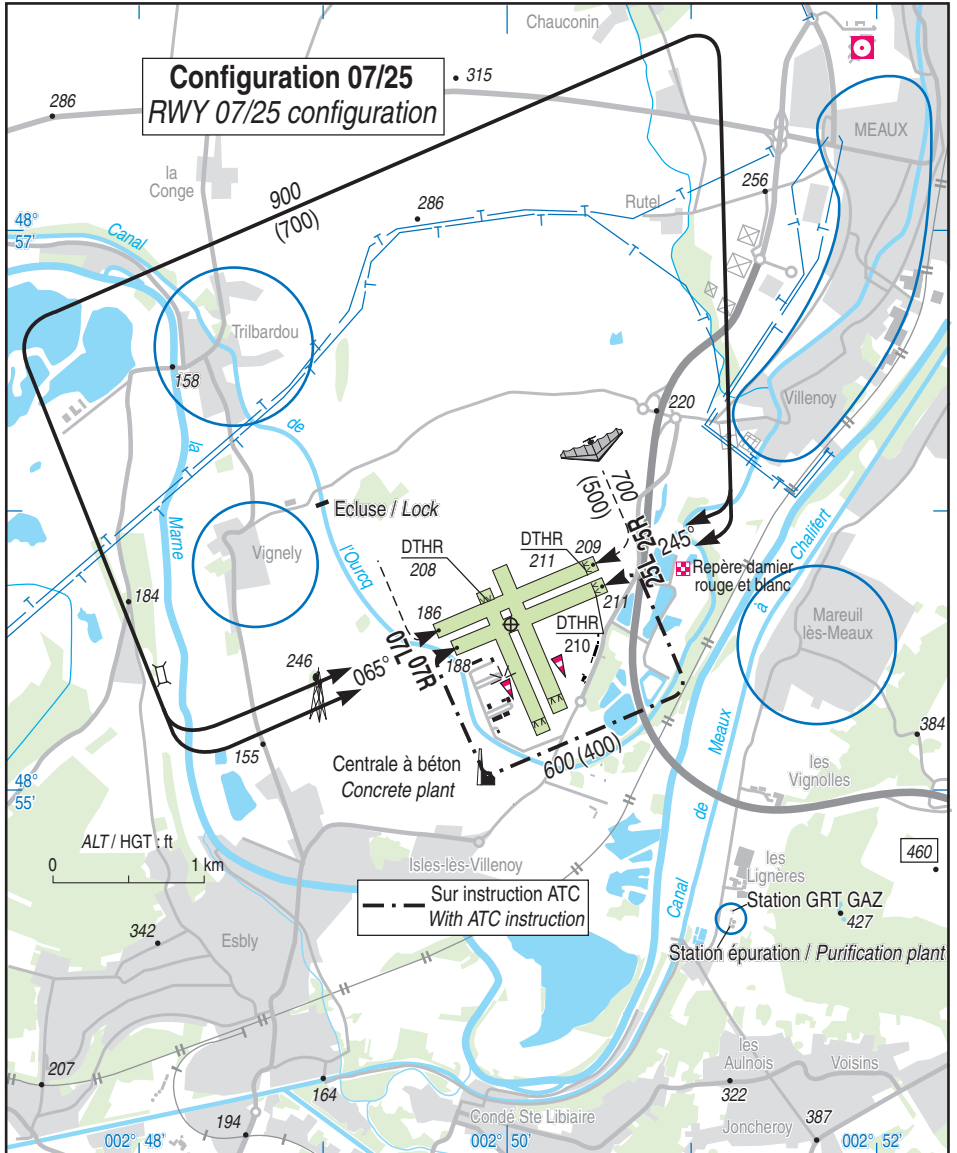 Chauconin
Configuration 07/25
RWY 07/25 configuration
315
286
MEAUX
la
Conge
256
900
(700)
286
Rutel
48°
57'
Canal
Trilbardou
158
de
la
220
Villenoy
700
(500)
Ecluse / Lock
l'Ourcq
Vignely
Marne
DTHR
208
DTHR
211
209
25L 25R
245°
Repère damier
rouge et blanc
Chalifert
à
184
186
211
Mareuil
lès-Meaux
07L 07R
188
DTHR
210
246
065°
384
155
600 (400)
Centrale à béton
Concrete plant
Meaux
les
Vignolles
48°
55'
de
ALT / HGT : ft
0 1 km
Isles-lès-Villenoy
460
les
Lignères
Sur instruction ATC
With ATC instruction
Canal
Station GRT GAZ
427
342
Esbly
Station épuration / Purification plant
les
Aulnois
Voisins
207
164
322
194
Condé Ste Libiaire
387
Joncheroy
002° 48'
002° 50'
002° 52'